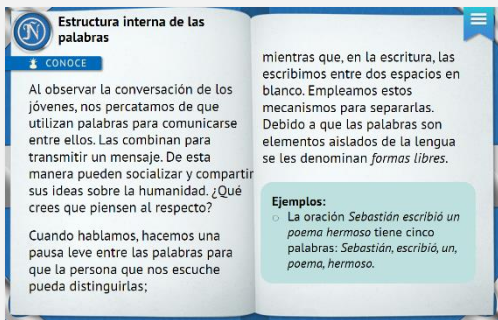 Estructura interna de las
palabras
CONOCE
Al observar la conversación de los
jóvenes, nos percatamos de que
utilizan palabras para comunicarse
entre ellos. Las combinan para
transmitir un mensaje. De esta
manera pueden socializar y compartir
sus ideas sobre la humanidad. ¿Qué
crees que piensen al respecto?
Cuando hablamos, hacemos una
pausa leve entre las palabras para
que la persona que nos escuche
pueda distinguirlas;
mientras que, en la escritura, las
escribimos entre dos espacios en
blanco. Empleamos estos
mecanismos para separarlas.
Debido a que las palabras son
elementos aislados de la lengua
se les denominan formas libres.
Ejemplos:
○ La oración Sebastián escribió un
poema hermoso tiene cinco
palabras: Sebastián, escribió, un,
poema, hermoso.